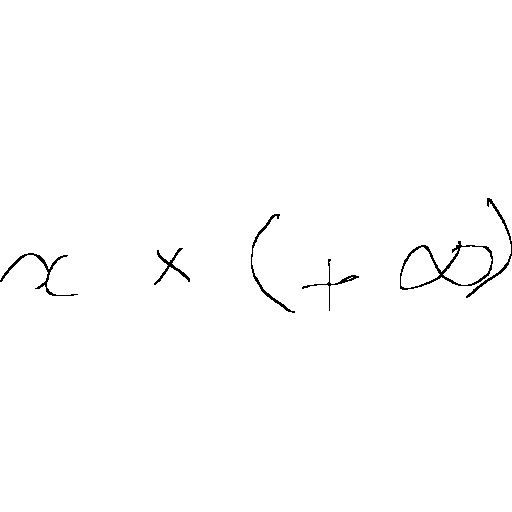 x × (+ ∞)